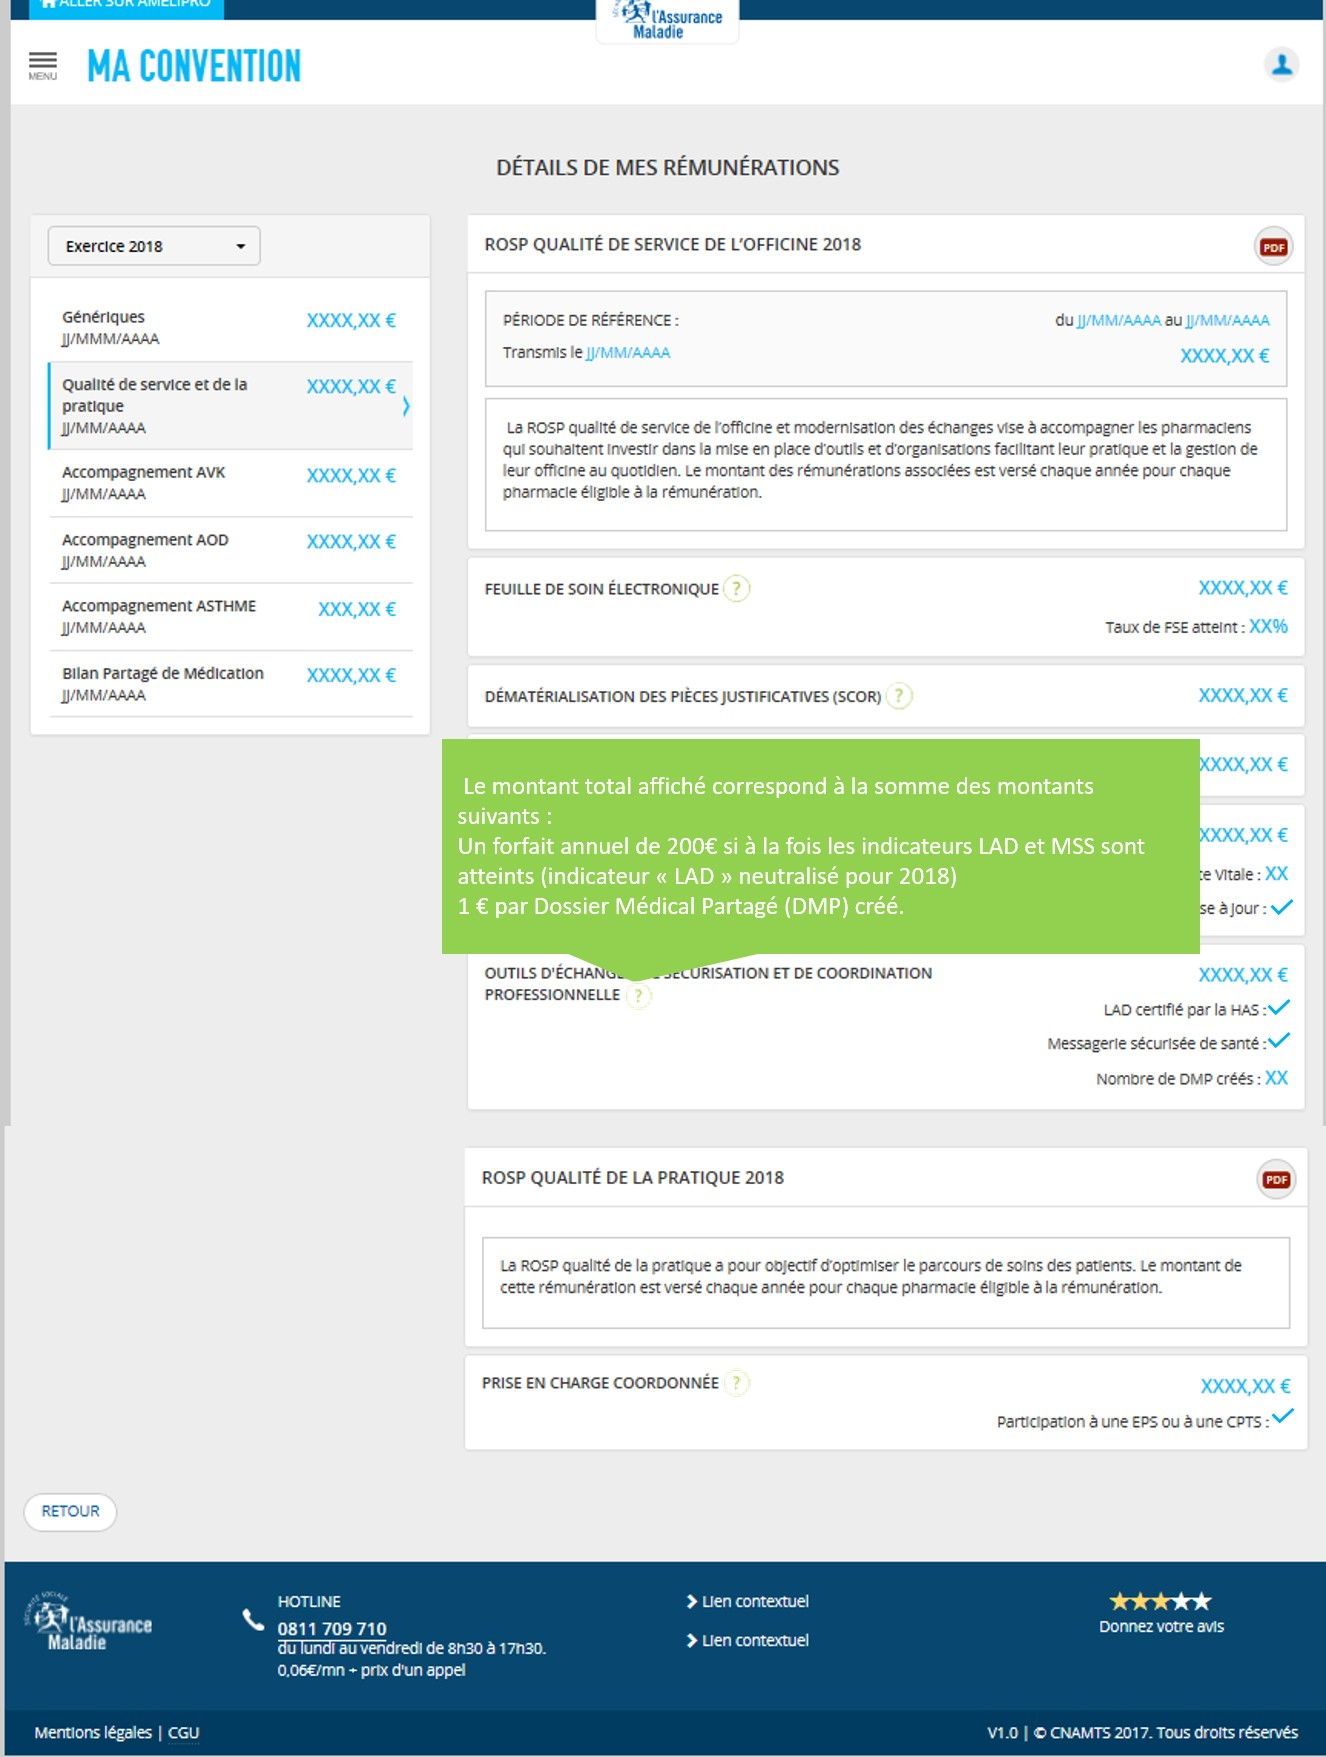 ALLER SUR AMELIPRO
l'Assurance
Maladie
MENU
MA CONVENTION
DÉTAILS DE MES RÉMUNÉRATIONS
Exercice 2018
Génériques
JJ/MMM/AAAA
XXXX,XX €
Qualité de service et de la
pratique
JJ/MM/AAAA
XXXX,XX €
Accompagnement AVK
JJ/MM/AAAA
XXXX,XX €
Accompagnement AOD
JJ/MM/AAAA
XXXX,XX €
Accompagnement ASTHME
JJ/MM/AAAA
XXX,XX €
Bilan Partagé de Médication
JJ/MM/AAAA
XXXX,XX €
ROSP QUALITÉ DE SERVICE DE L'OFFICINE 2018
PDF
PÉRIODE DE RÉFÉRENCE :
du JJ/MM/AAAA au JJ/MM/AAAA
Transmis le JJ/MM/AAAA
XXXX,XX €
La ROSP qualité de service de l'officine et modernisation des échanges vise à accompagner les pharmaciens
qui souhaitent investir dans la mise en place d'outils et d'organisations facilitant leur pratique et la gestion de
leur officine au quotidien. Le montant des rémunérations associées est versé chaque année pour chaque
pharmacie éligible à la rémunération.
FEUILLE DE SOIN ÉLECTRONIQUE ?
XXXX,XX €
Taux de FSE atteint : XX%
DÉMATÉRIALISATION DES PIÈCES JUSTIFICATIVES (SCOR) ?
XXXX,XX €
XXXX,XX €
Le montant total affiché correspond à la somme des montants
suivants :
Un forfait annuel de 200€ si à la fois les indicateurs LAD et MSS sont
atteints (indicateur « LAD » neutralisé pour 2018)
1 € par Dossier Médical Partagé (DMP) créé.
XXXX,XX €
te Vitale : XX
se à jour :
OUTILS D'ÉCHANG SÉCURISATION ET DE COORDINATION
PROFESSIONNELLE ?
XXXX,XX €
LAD certifié par la HAS :
Messagerie sécurisée de santé :
Nombre de DMP créés : XX
ROSP QUALITÉ DE LA PRATIQUE 2018
PDF
La ROSP qualité de la pratique a pour objectif d'optimiser le parcours de soins des patients. Le montant de
cette rémunération est versé chaque année pour chaque pharmacie éligible à la rémunération.
PRISE EN CHARGE COORDONNÉE ?
XXXX,XX €
Participation à une EPS ou à une CPTS :
RETOUR
SÉCURITÉ SOCIALE
l'Assurance
Maladie
HOTLINE
0811 709 710
du lundi au vendredi de 8h30 à 17h30.
0,06€/mn + prix d'un appel
Lien contextuel
Lien contextuel
Donnez votre avis
Mentions légales | CGU
V1.0 | © CNAMTS 2017. Tous droits réservés